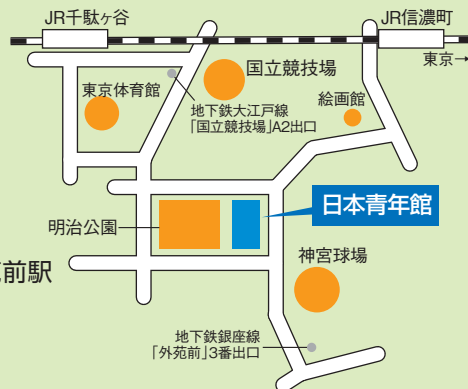 JR千駄ヶ谷
JR信濃町
東京→
国立競技場
東京体育館
絵画館
地下鉄大江戸線
「国立競技場」A2出口
日本青年館
明治公園
前駅
神宮球場
地下鉄銀座線
「外苑前」3番出口